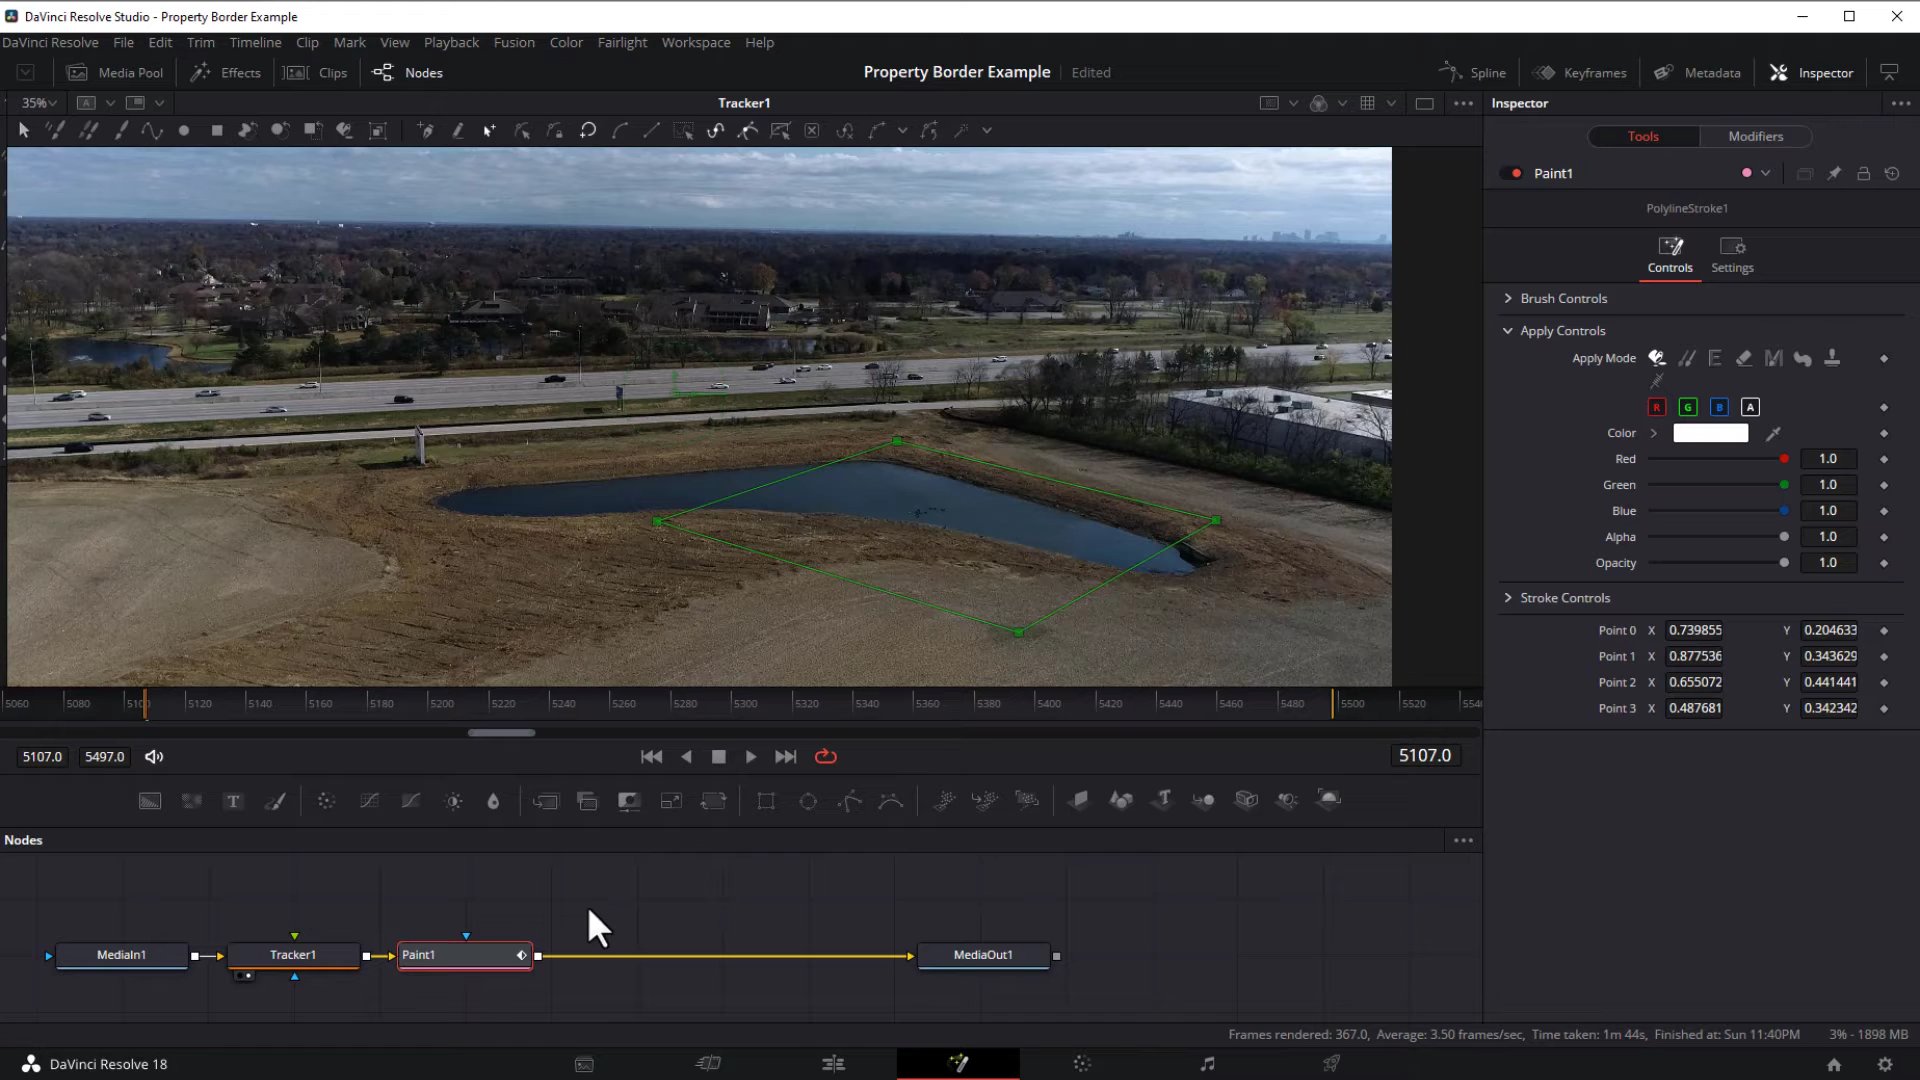 DaVinci Resolve Studio - Property Border Example
DaVinci Resolve File Edit Trim Timeline Clip Mark View Playback Fusion Color Fairlight Workspace Help
Media Pool Effects Clips Nodes Property Border Example Edited Spline Keyframes Metadata Inspector
35% A Tracker1 Inspector
Tools Modifiers
Paint1
PolylineStroke1
Controls Settings
Brush Controls
Apply Controls
Apply Mode
R G B A
Color
Red 1.0
Green 1.0
Blue 1.0
Alpha 1.0
Opacity 1.0
Stroke Controls
Point 0 X 0.739855 Y 0.204633
Point 1 X 0.877536 Y 0.343629
Point 2 X 0.655072 Y 0.441441
Point 3 X 0.487681 Y 0.342342
5060 5080 5100 5120 5140 5160 5180 5200 5220 5240 5260 5280 5300 5320 5340 5360 5380 5400 5420 5440 5460 5480 5500 5520
5107.0 5497.0 5107.0
Nodes
MediaIn1 Tracker1 Paint1 MediaOut1
Frames rendered: 367.0, Average: 3.50 frames/sec, Time taken: 1m 44s, Finished at: Sun 11:40PM 3% - 1898 MB
DaVinci Resolve 18